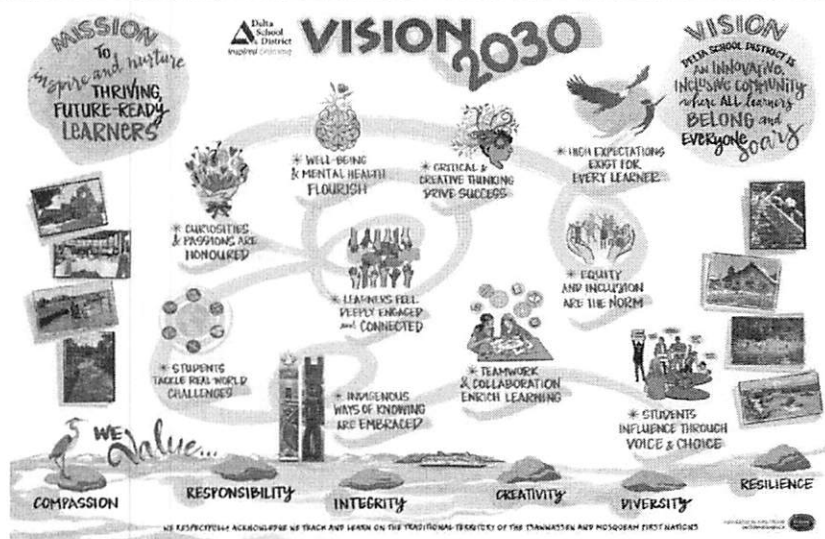 MISSION
TO
inspire and nurture
THRIVING,
FUTURE-READY
LEARNERS
Delta
School
District
Inspired Learning
VISION
2030
VISION
DELTA SCHOOL DISTRICT IS
AN INNOVATIVE,
INCLUSIVE COMMUNITY
where ALL learners
BELONG and
EVERYONE
soars
* CURIOSITIES
& PASSIONS ARE
HONOURED
* WELL-BEING
& MENTAL HEALTH
FLOURISH
* CRITICAL &
CREATIVE THINKING
DRIVE SUCCESS
* HIGH EXPECTATIONS
EXIST FOR
EVERY LEARNER
* LEARNERS FEEL
DEEPLY ENGAGED
and CONNECTED
* EQUITY
AND INCLUSION
ARE THE NORM
* STUDENTS
TACKLE REAL-WORLD
CHALLENGES
* INDIGENOUS
WAYS OF KNOWING
ARE EMBRACED
* TEAMWORK
& COLLABORATION
ENRICH LEARNING
* STUDENTS
INFLUENCE THROUGH
VOICE & CHOICE
WE Value...
COMPASSION
RESPONSIBILITY
INTEGRITY
CREATIVITY
DIVERSITY
RESILIENCE
WE RESPECTFULLY ACKNOWLEDGE WE TEACH AND LEARN ON THE TRADITIONAL TERRITORY OF THE TSAWWASSEN AND MUSQUEAM FIRST NATIONS